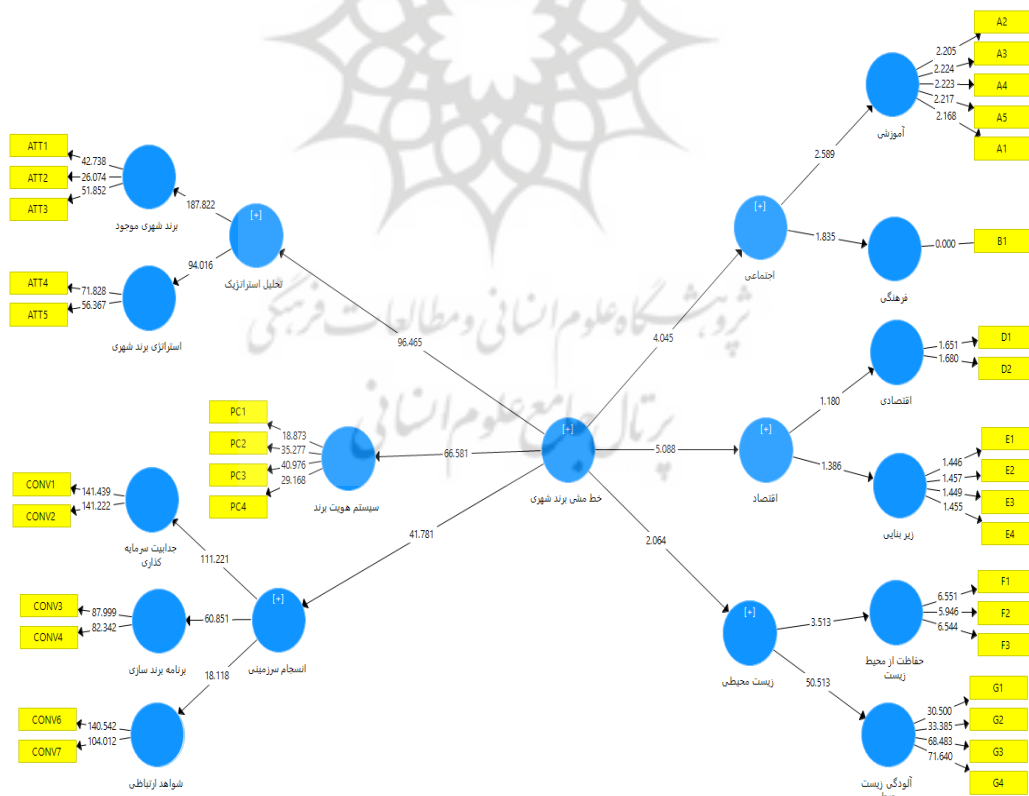 A2
A3
A4
A5
A1
2.205
2.224
2.223
2.217
2.168
آموزشی
2.589
1.835
[+]
اجتماعی
B1
0.000
فرهنگی
ATT1
ATT2
ATT3
42.738
26.074
51.852
برند شهری موجود
187.822
[+]
تحلیل استراتژیک
94.016
ATT4
ATT5
71.828
56.367
استراتژی برند شهری
پژوهشگاه علوم انسانی و مطالعات فرهنگی
پرتال جامع علوم انسانی
96.465
4.045
D1
D2
1.651
1.680
اقتصادی
1.180
1.386
[+]
اقتصاد
5.088
E1
E2
E3
E4
1.446
1.457
1.449
1.455
زیر بنایی
PC1
PC2
PC3
PC4
18.873
35.277
40.976
29.168
سیستم هویت برند
66.581
[+]
خط مشی برند شهری
CONV1
CONV2
141.439
141.222
جذابیت سرمایه
گذاری
111.221
41.781
2.064
CONV3
CONV4
87.999
82.342
برنامه برند سازی
60.851
[+]
انسجام سرزمینی
18.118
CONV6
CONV7
140.542
104.012
شواهد ارتباطی
F1
F2
F3
6.551
5.946
6.544
حفاظت از محیط
زیست
3.513
[+]
زیست محیطی
50.513
G1
G2
G3
G4
30.500
33.385
68.483
71.640
آلودگی زیست